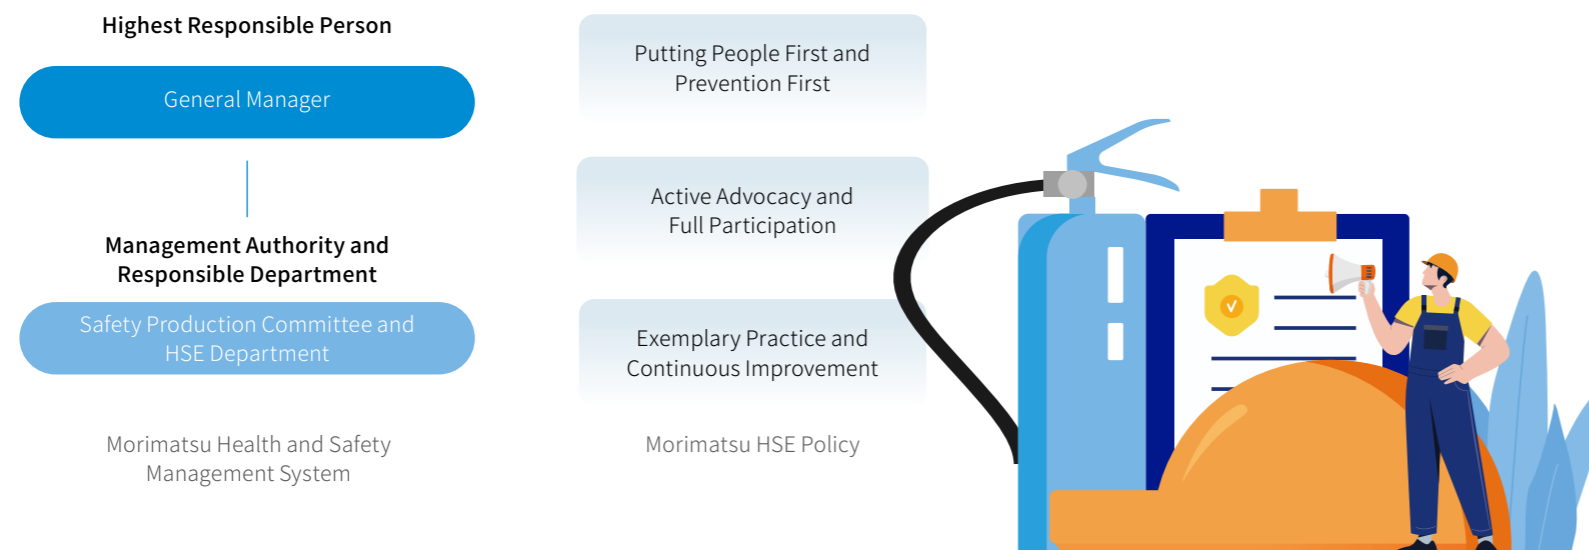 Highest Responsible Person
General Manager
Management Authority and
Responsible Department
Safety Production Committee and
HSE Department
Morimatsu Health and Safety
Management System
Putting People First and
Prevention First
Active Advocacy and
Full Participation
Exemplary Practice and
Continuous Improvement
Morimatsu HSE Policy